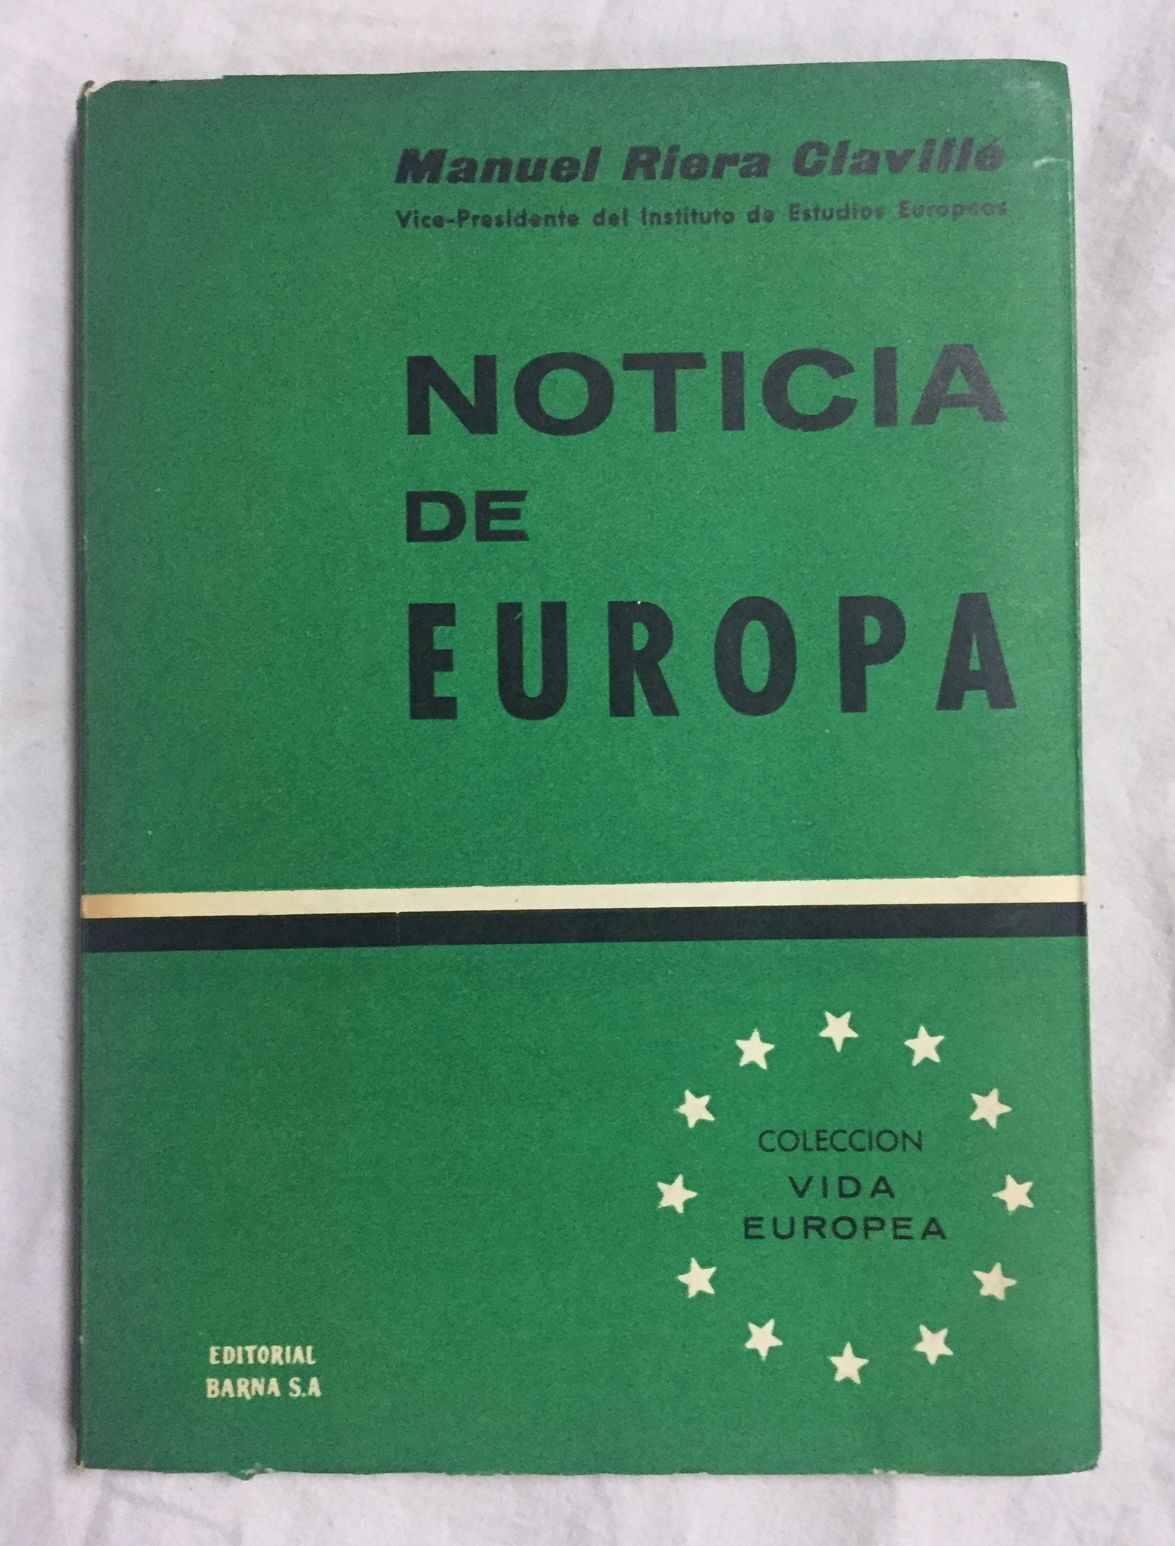 Manuel Riera Clavillé
Vice-Presidente del Instituto de Estudios Europeos
NOTICIA
DE
EUROPA
COLECCION
VIDA
EUROPEA
EDITORIAL
BARNA S.A